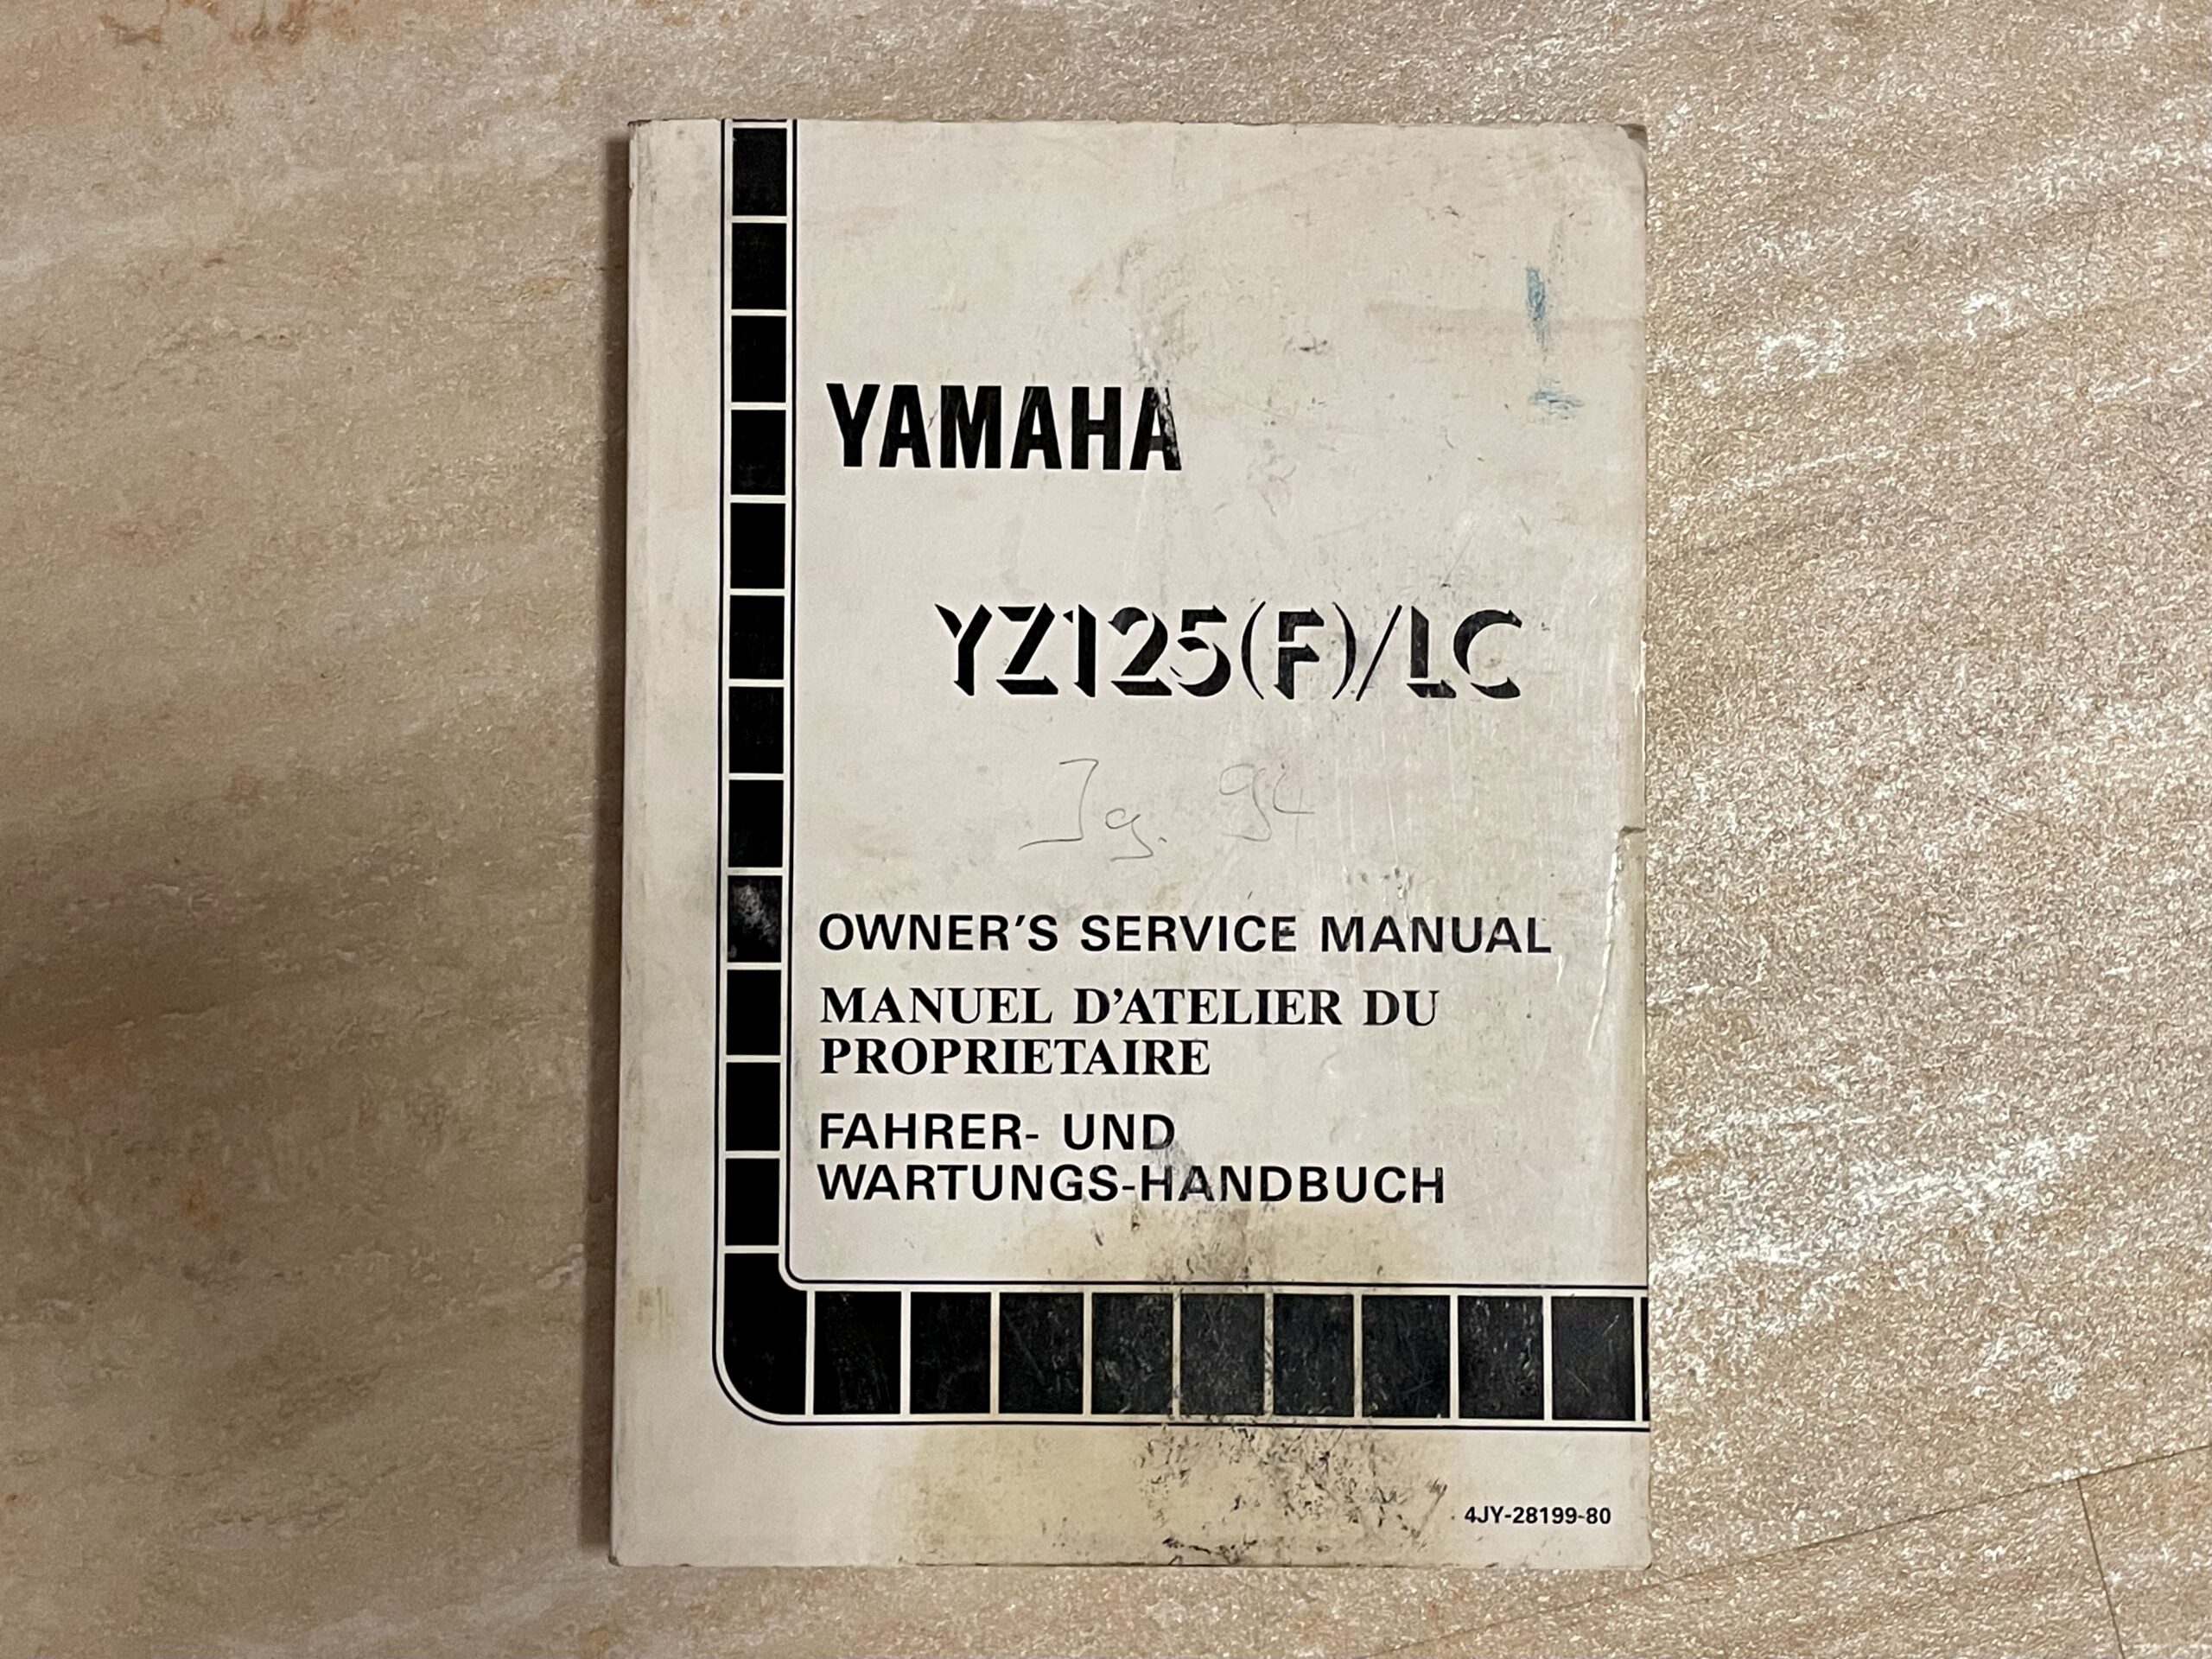 YAMAHA
YZ125(F)/LC
Jg. 94
OWNER'S SERVICE MANUAL
MANUEL D'ATELIER DU
PROPRIETAIRE
FAHRER- UND
WARTUNGS-HANDBUCH
4JY-28199-80